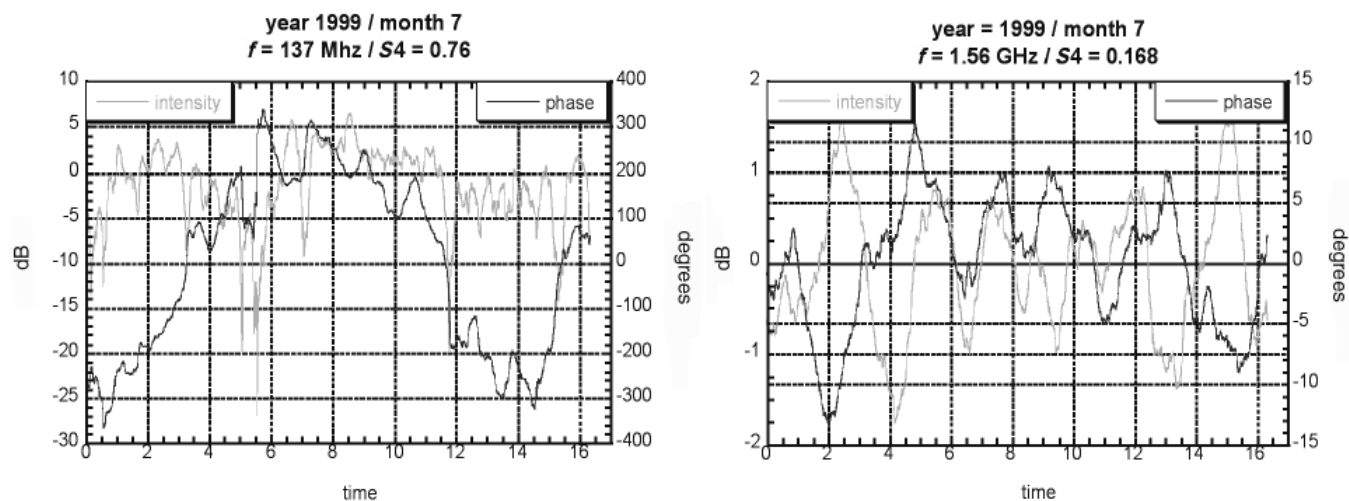 year 1999 / month 7
f = 137 Mhz / S4 = 0.76
10
5
0
-5
-10
-15
-20
-25
-30
dB
intensity
phase
400
300
200
100
0
-100
-200
-300
-400
degrees
0 2 4 6 8 10 12 14 16
time
year = 1999 / month 7
f = 1.56 GHz / S4 = 0.168
2
1
0
-1
-2
dB
intensity
phase
15
10
5
0
-5
-10
-15
degrees
0 2 4 6 8 10 12 14 16
time